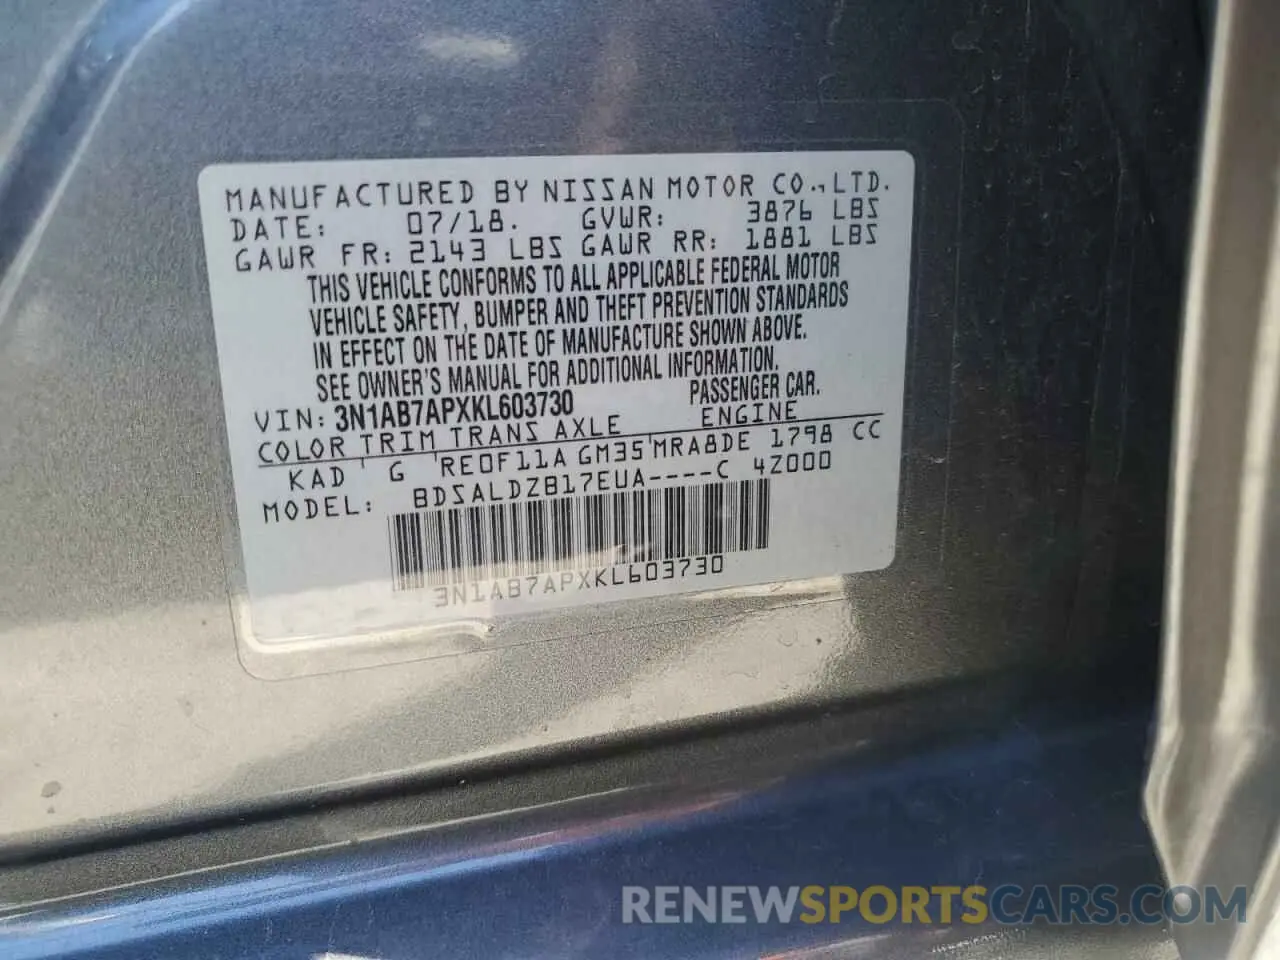 MANUFACTURED BY NISSAN MOTOR CO., LTD.
DATE: 07/18. GVWR: 3876 LBS
GAWR FR: 2143 LBS GAWR RR: 1881 LBS
THIS VEHICLE CONFORMS TO ALL APPLICABLE FEDERAL MOTOR
VEHICLE SAFETY, BUMPER AND THEFT PREVENTION STANDARDS
IN EFFECT ON THE DATE OF MANUFACTURE SHOWN ABOVE.
SEE OWNER'S MANUAL FOR ADDITIONAL INFORMATION.
VIN: 3N1AB7APXKL603730 PASSENGER CAR.
COLOR TRIM TRANS AXLE ENGINE
KAD G RE0F11A GM35 MRA8DE 1798 CC
MODEL: BDSALDZB17EUA----C 4Z000
3N1AB7APXKL603730
RENEWSPORTSCARS.COM